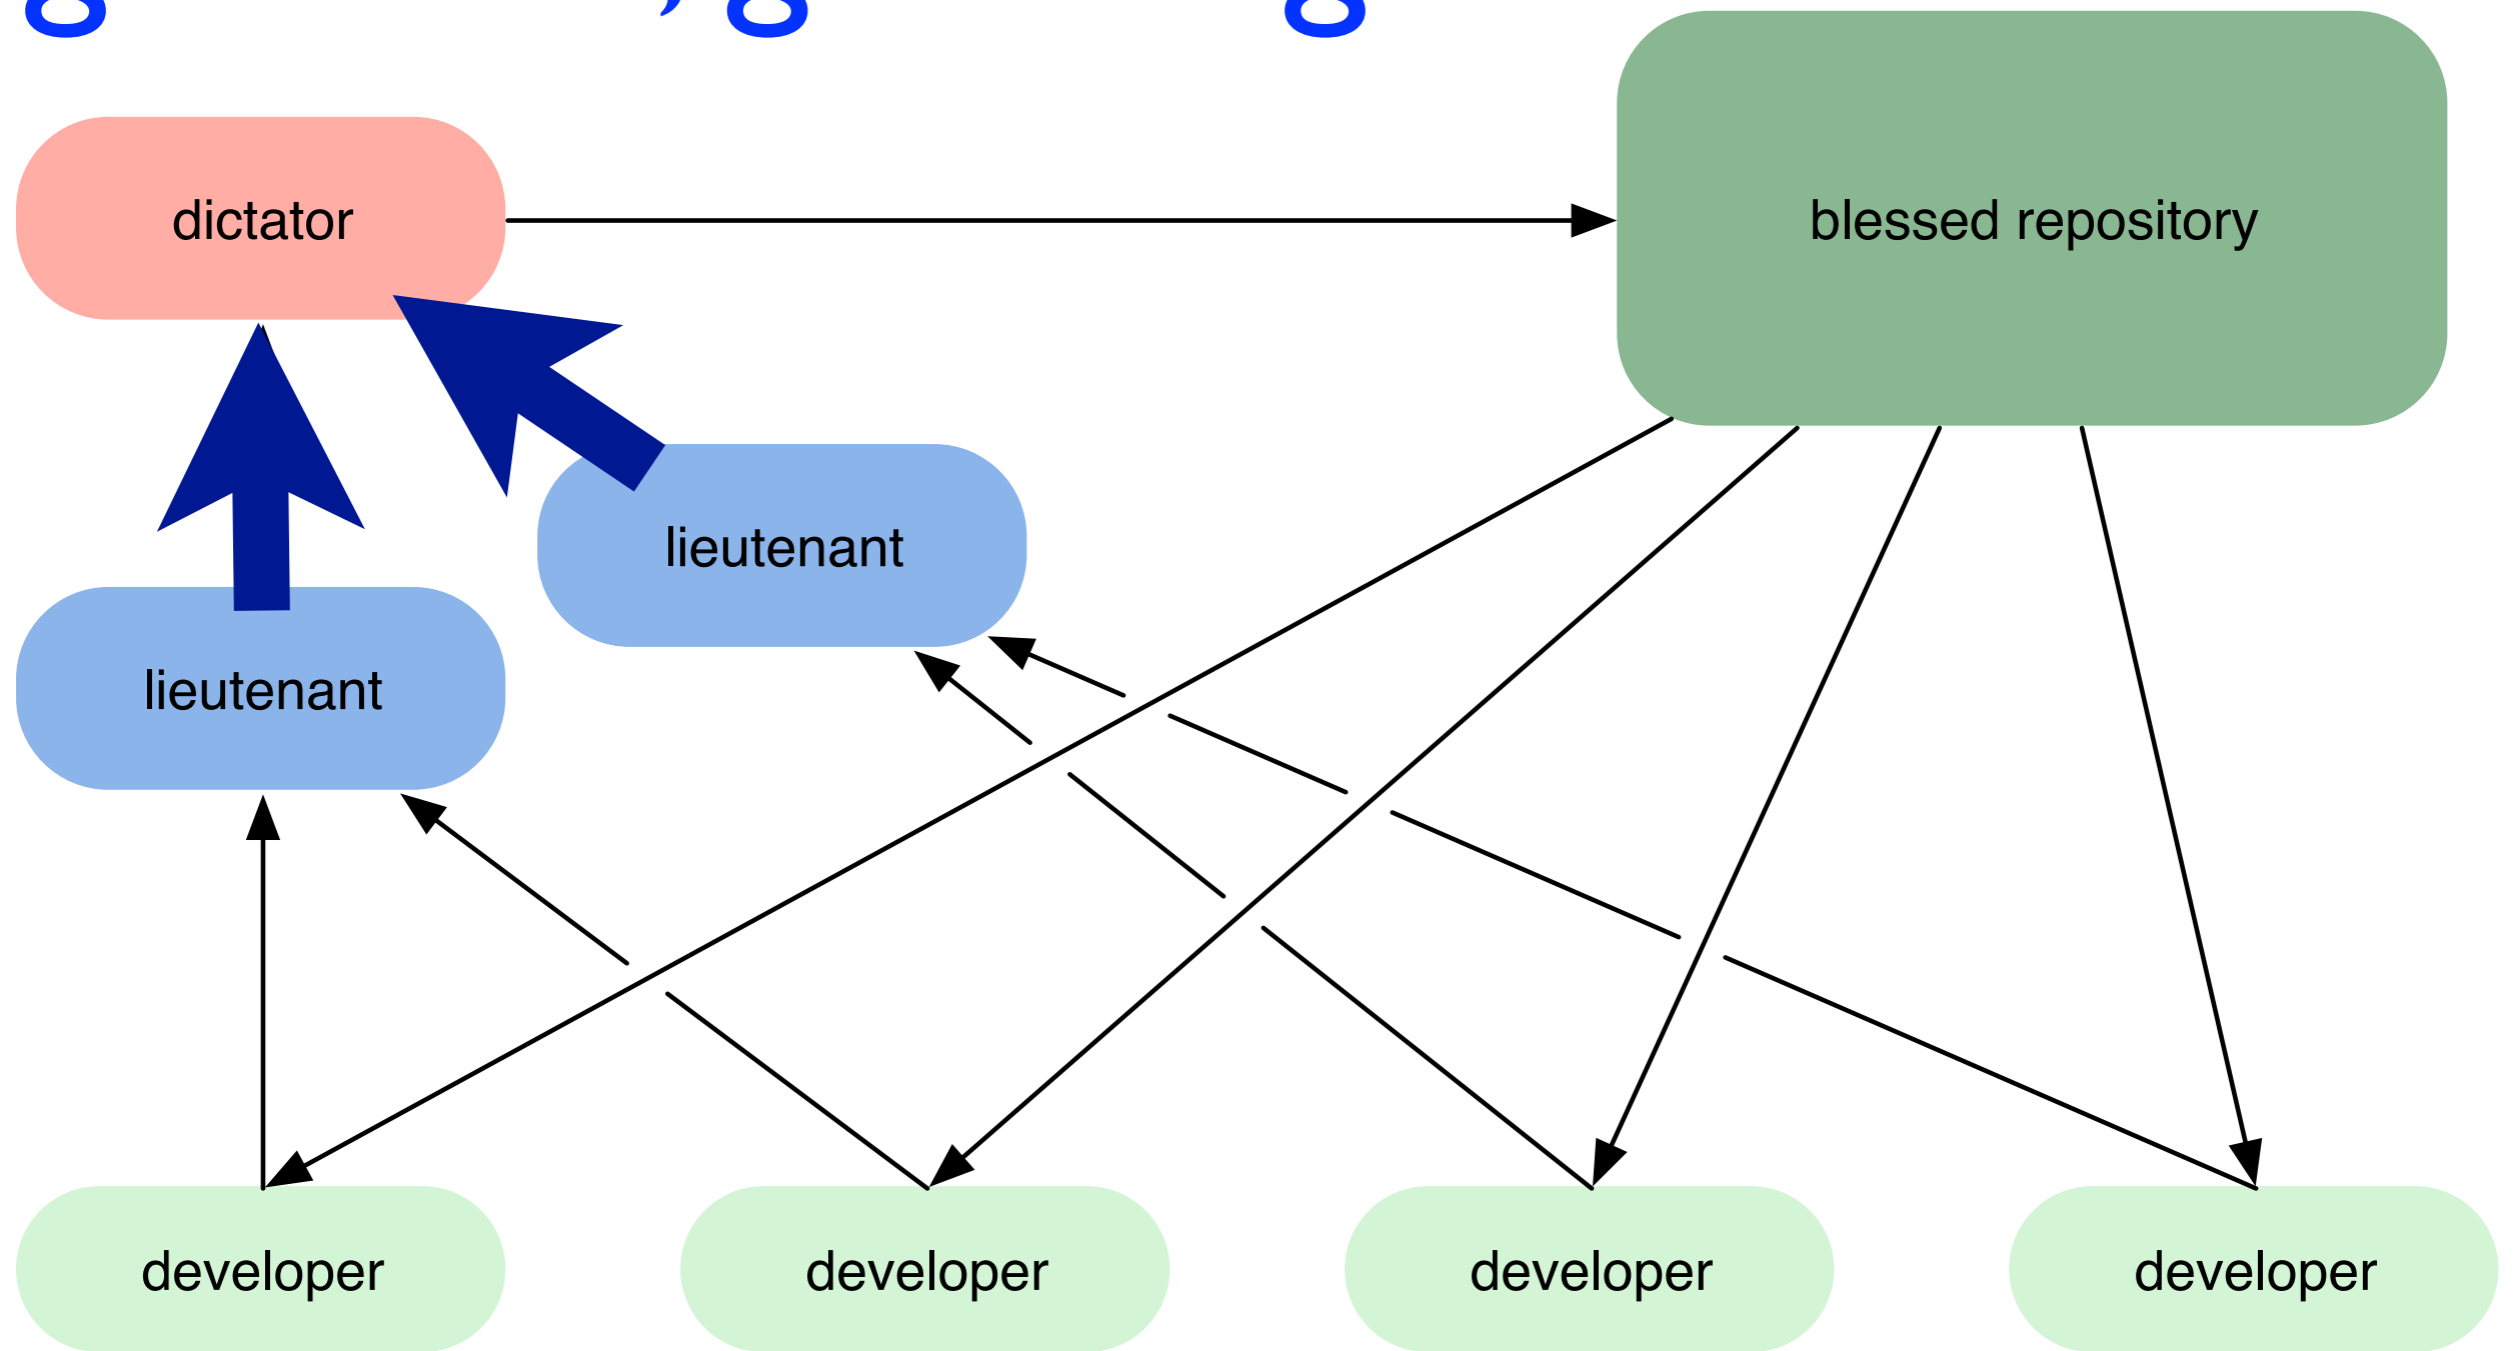 dictator
blessed repository
lieutenant
lieutenant
developer
developer
developer
developer